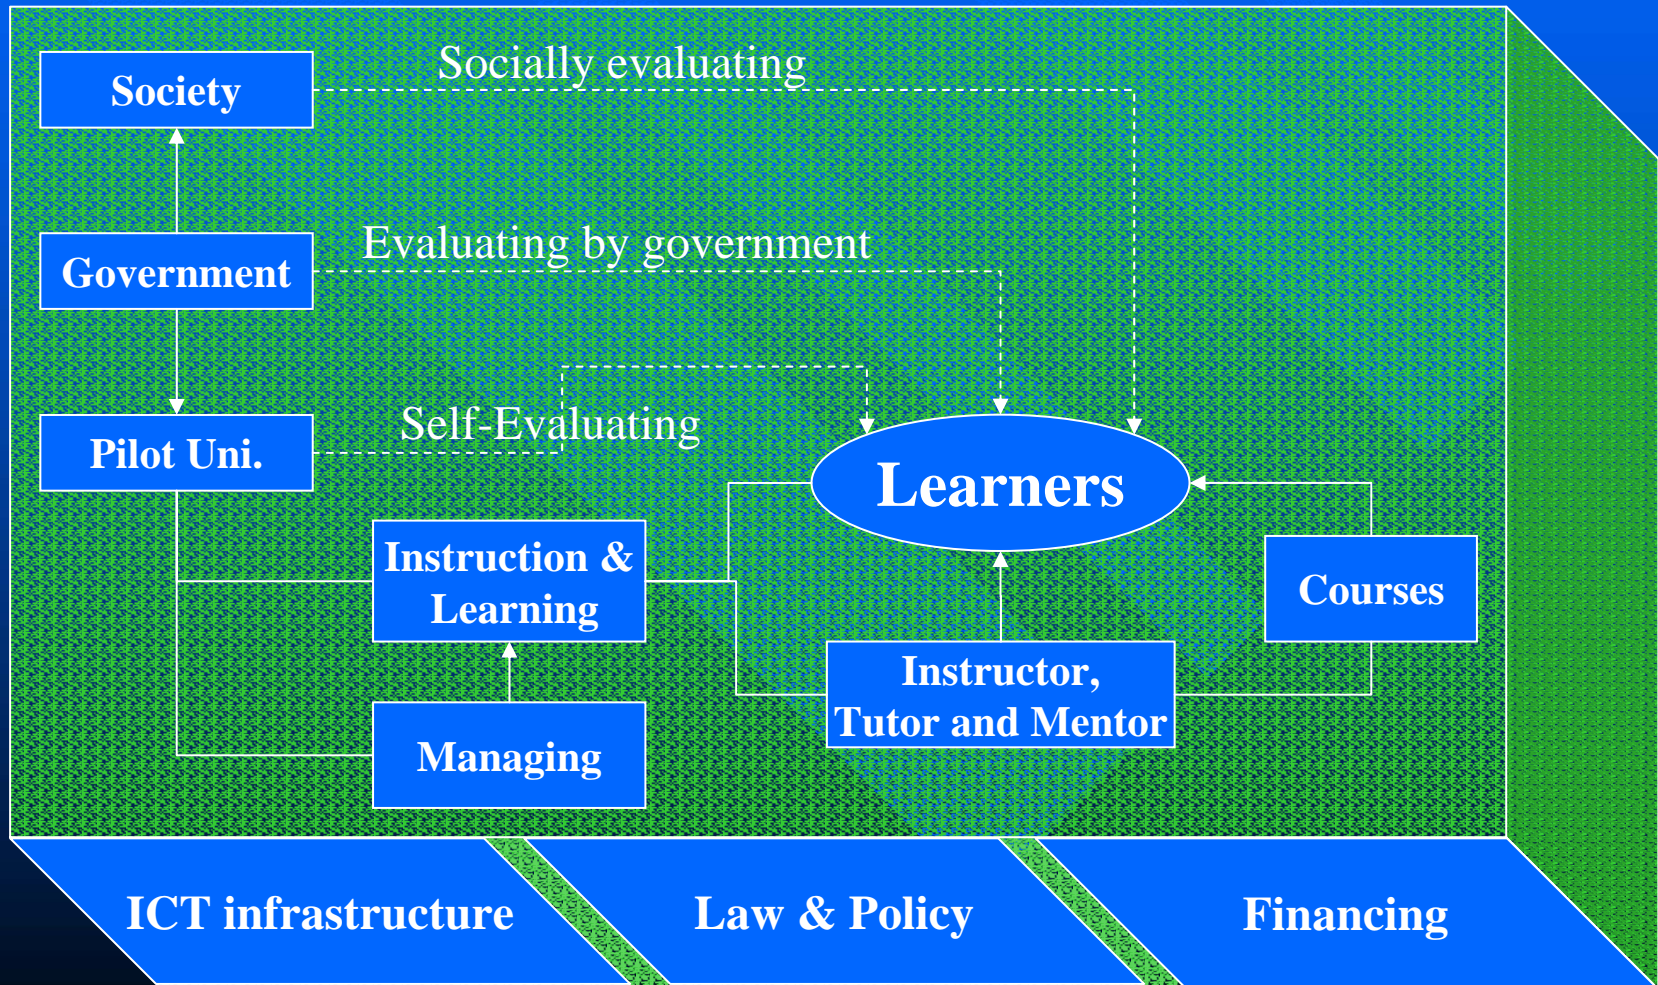 Society
Socially evaluating
Government
Evaluating by government
Pilot Uni.
Self-Evaluating
Learners
Instruction &
Learning
Courses
Managing
Instructor,
Tutor and Mentor
ICT infrastructure
Law & Policy
Financing